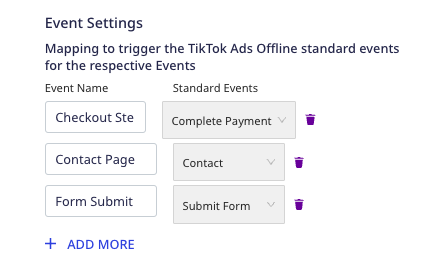 Event Settings
Mapping to trigger the TikTok Ads Offline standard events
for the respective Events
Event Name Standard Events
Checkout Ste Complete Payment
Contact Page Contact
Form Submit Submit Form
+ ADD MORE